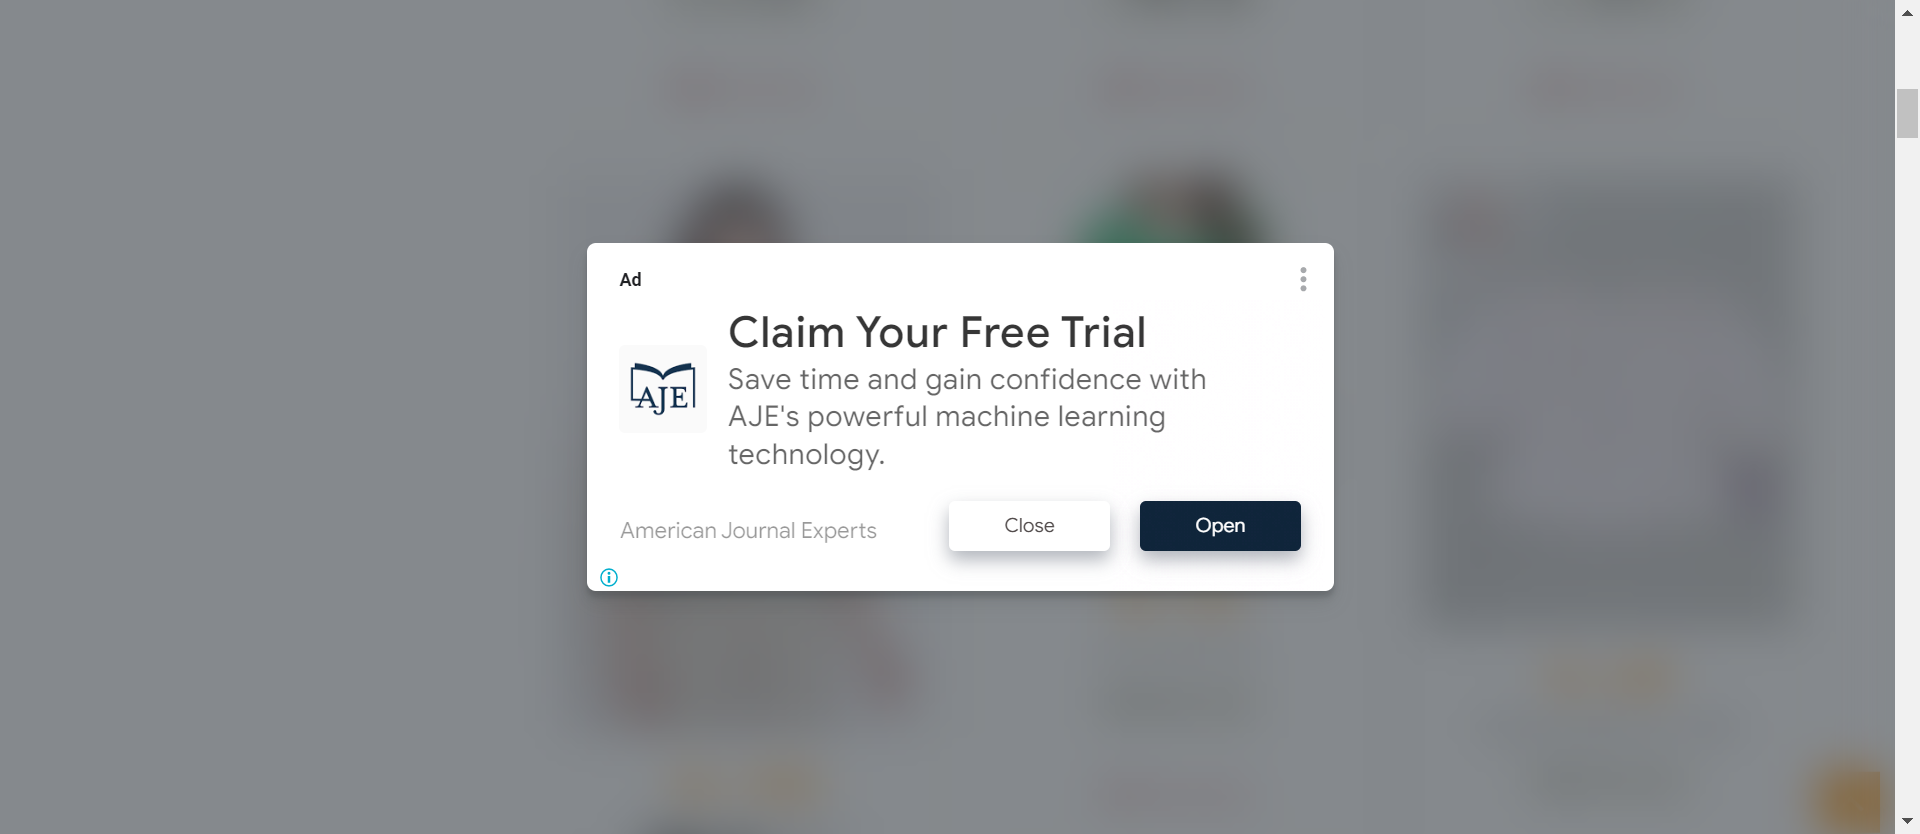 Ad
Claim Your Free Trial
Save time and gain confidence with
AJE's powerful machine learning
technology.
AJE
American Journal Experts
Close
Open